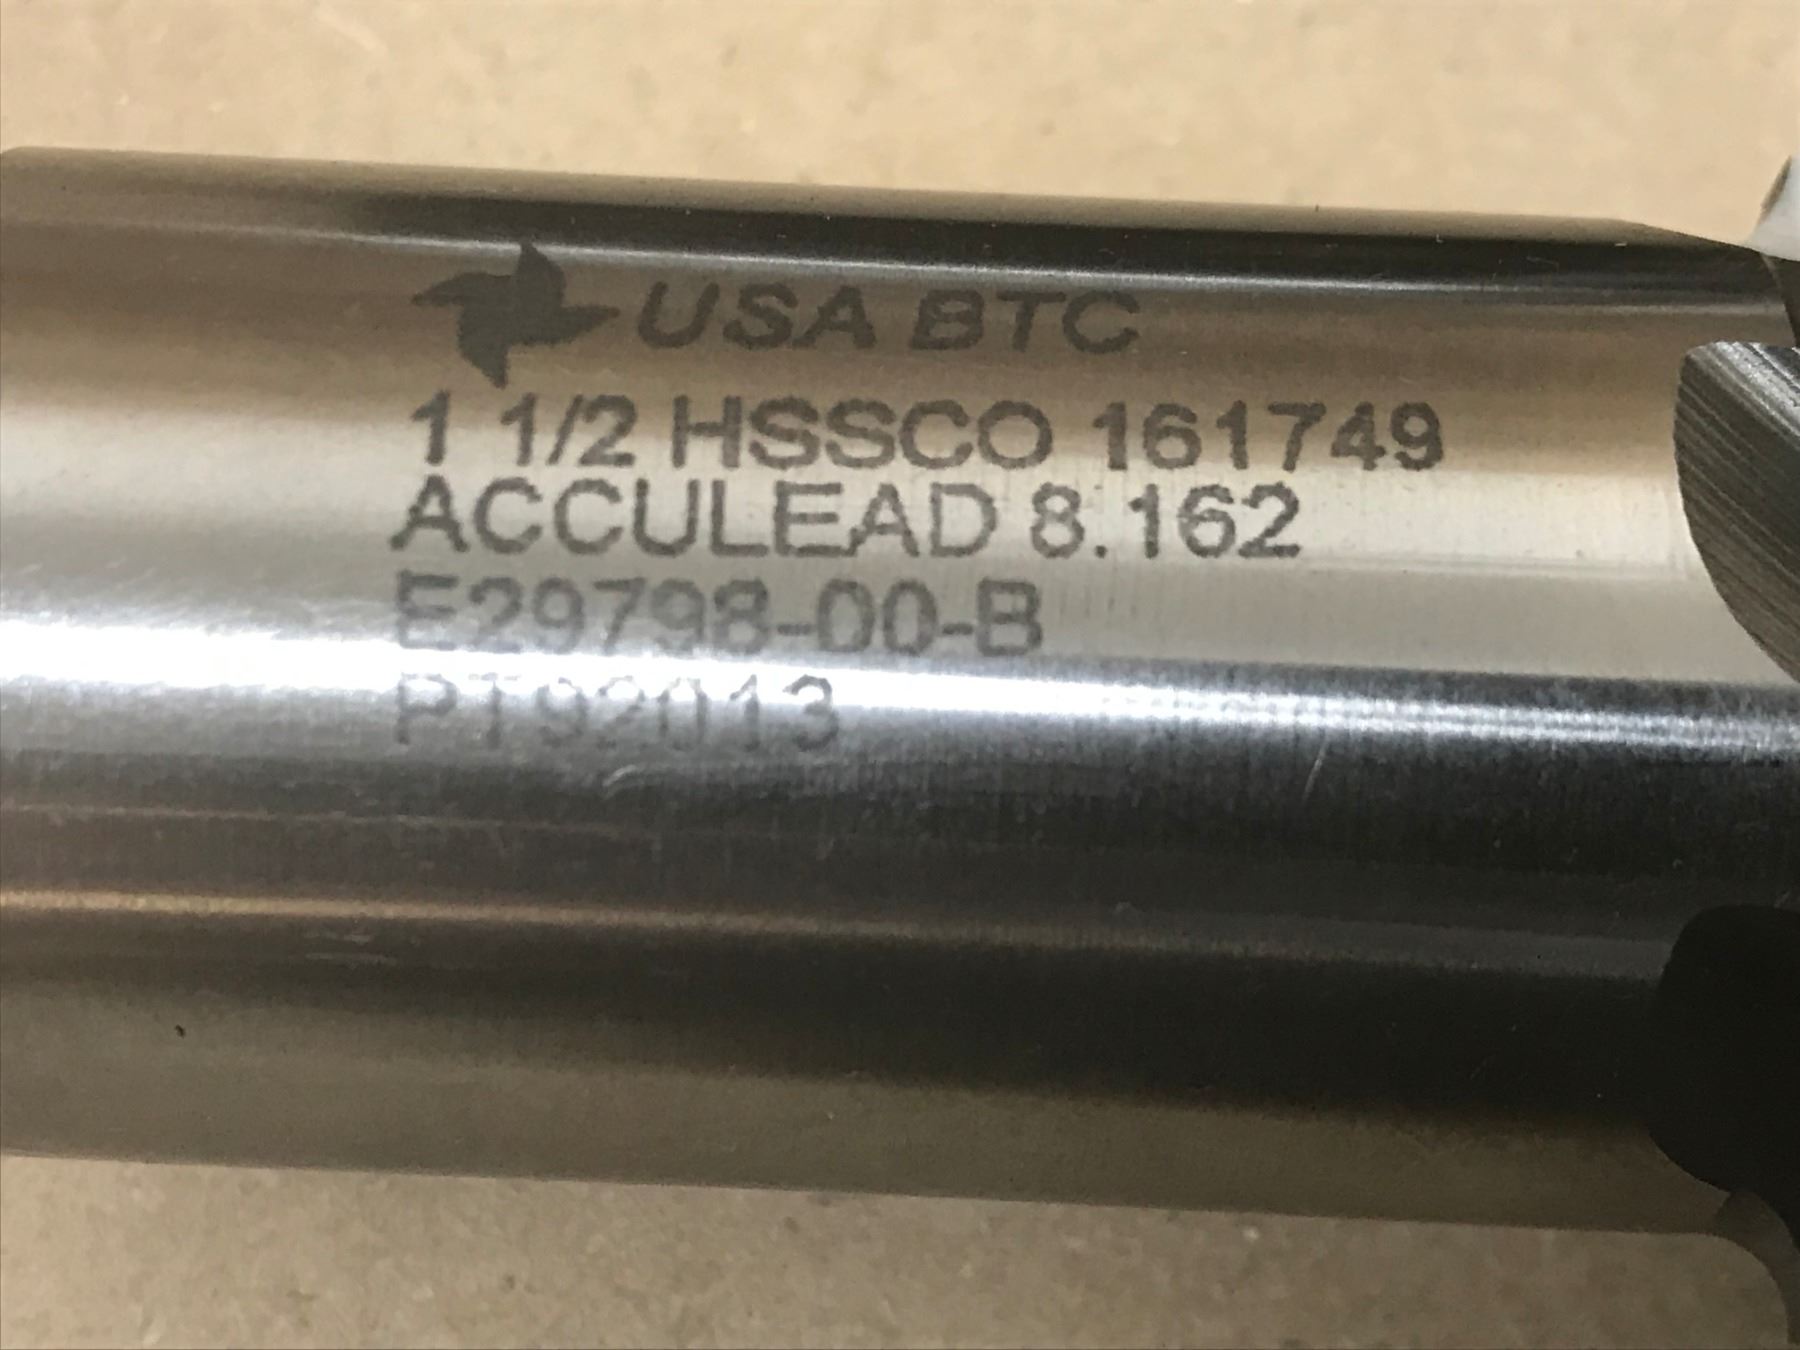 USA BTC
1 1/2 HSSCO 161749
ACCULEAD 8.162
E29798-00-B
PT92013